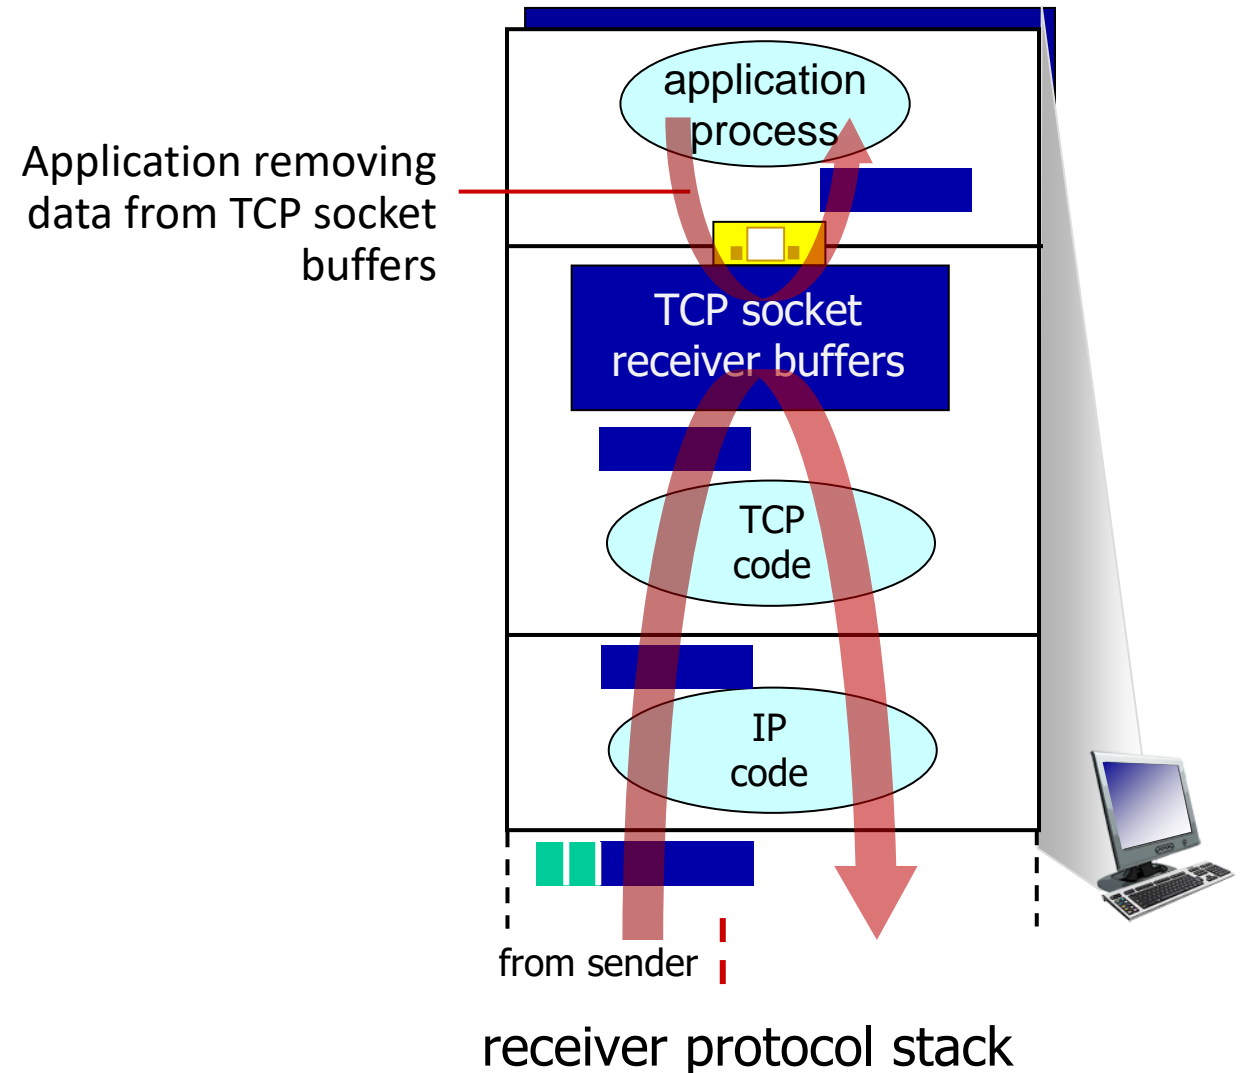 application
process
Application removing
data from TCP socket
buffers
TCP socket
receiver buffers
TCP
code
IP
code
from sender
receiver protocol stack